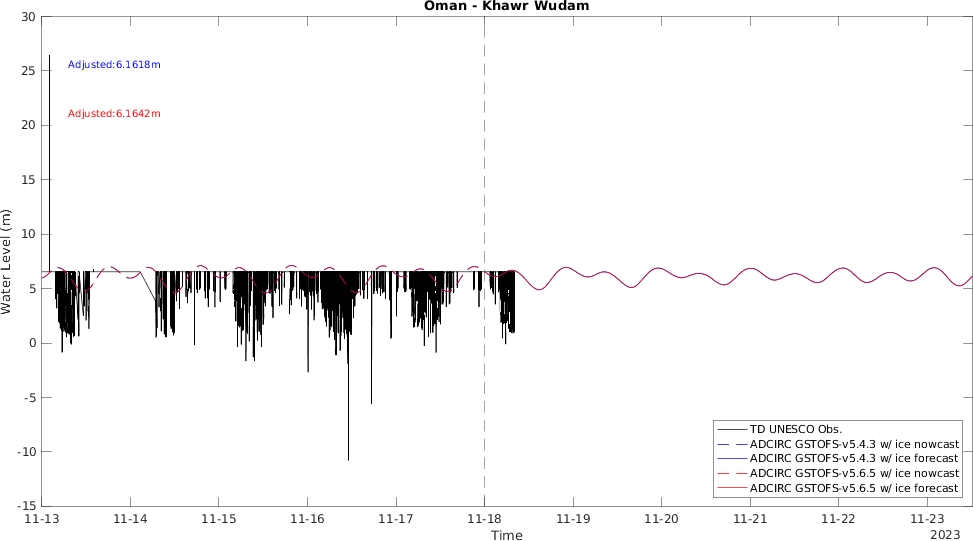 Oman - Khawr Wudam
Adjusted:6.1618m
Adjusted:6.1642m
Water Level (m)
30
25
20
15
10
5
0
-5
-10
-15
TD UNESCO Obs.
ADCIRC GSTOFS-v5.4.3 w/ ice nowcast
ADCIRC GSTOFS-v5.4.3 w/ ice forecast
ADCIRC GSTOFS-v5.6.5 w/ ice nowcast
ADCIRC GSTOFS-v5.6.5 w/ ice forecast
11-13 11-14 11-15 11-16 11-17 11-18 11-19 11-20 11-21 11-22 11-23
Time
2023